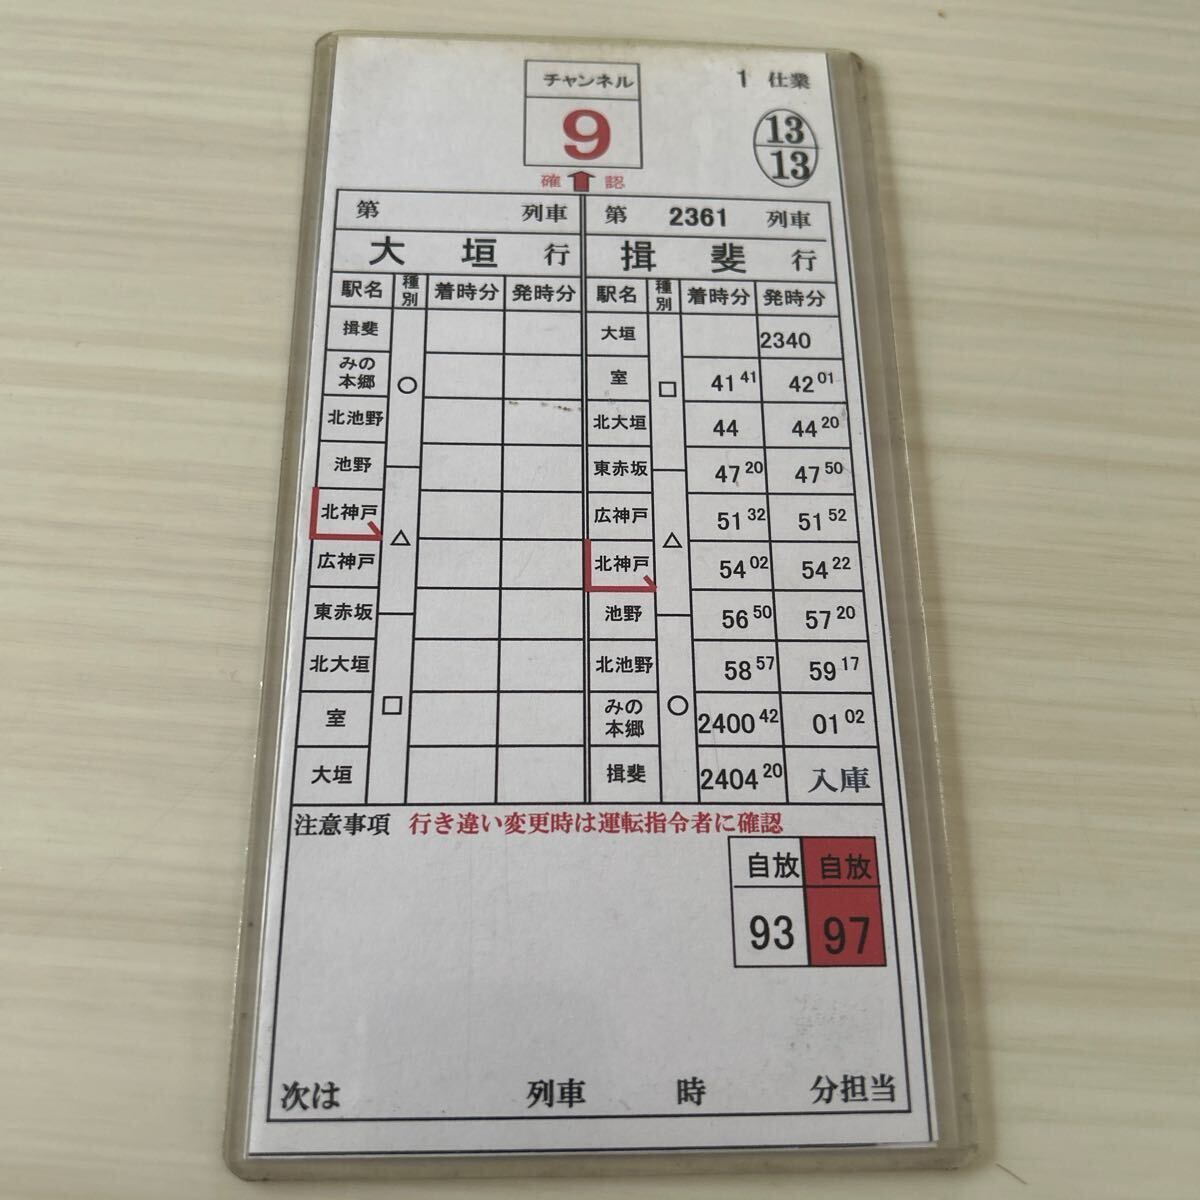 チャンネル
9
確認
1 仕業
13
13
第 列車 第 2361 列車
大垣行 揖斐行
駅名 種別 着時分 発時分 駅名 種別 着時分 発時分
揖斐 大垣 2340
みの本郷 ○ 室 □ 41 41 42 01
北池野 北大垣 44 44 20
池野 東赤坂 47 20 47 50
北神戸 広神戸 51 32 51 52
広神戸 △ 北神戸 △ 54 02 54 22
東赤坂 池野 56 50 57 20
北大垣 北池野 58 57 59 17
室 □ みの本郷 ○ 2400 42 01 02
大垣 揖斐 2404 20 入庫
注意事項 行き違い変更時は運転指令者に確認
自放 自放
93 97
次は 列車 時 分担当